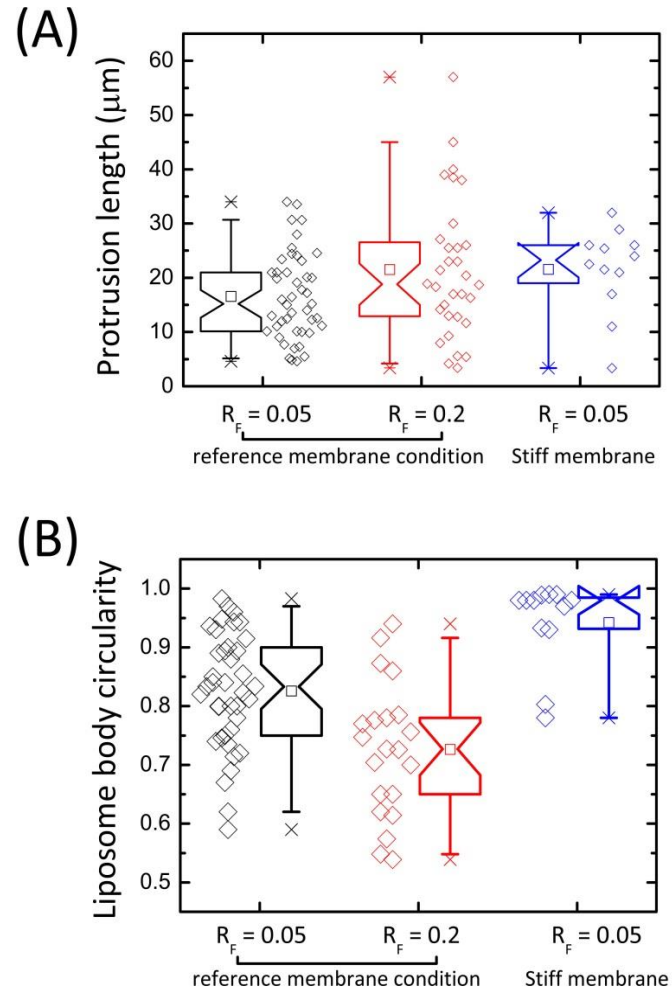 (A)
Protrusion length (μm)
60
50
40
30
20
10
0
R_F = 0.05 R_F = 0.2 R_F = 0.05
reference membrane condition Stiff membrane
(B)
Liposome body circularity
1.0
0.9
0.8
0.7
0.6
0.5
R_F = 0.05 R_F = 0.2 R_F = 0.05
reference membrane condition Stiff membrane